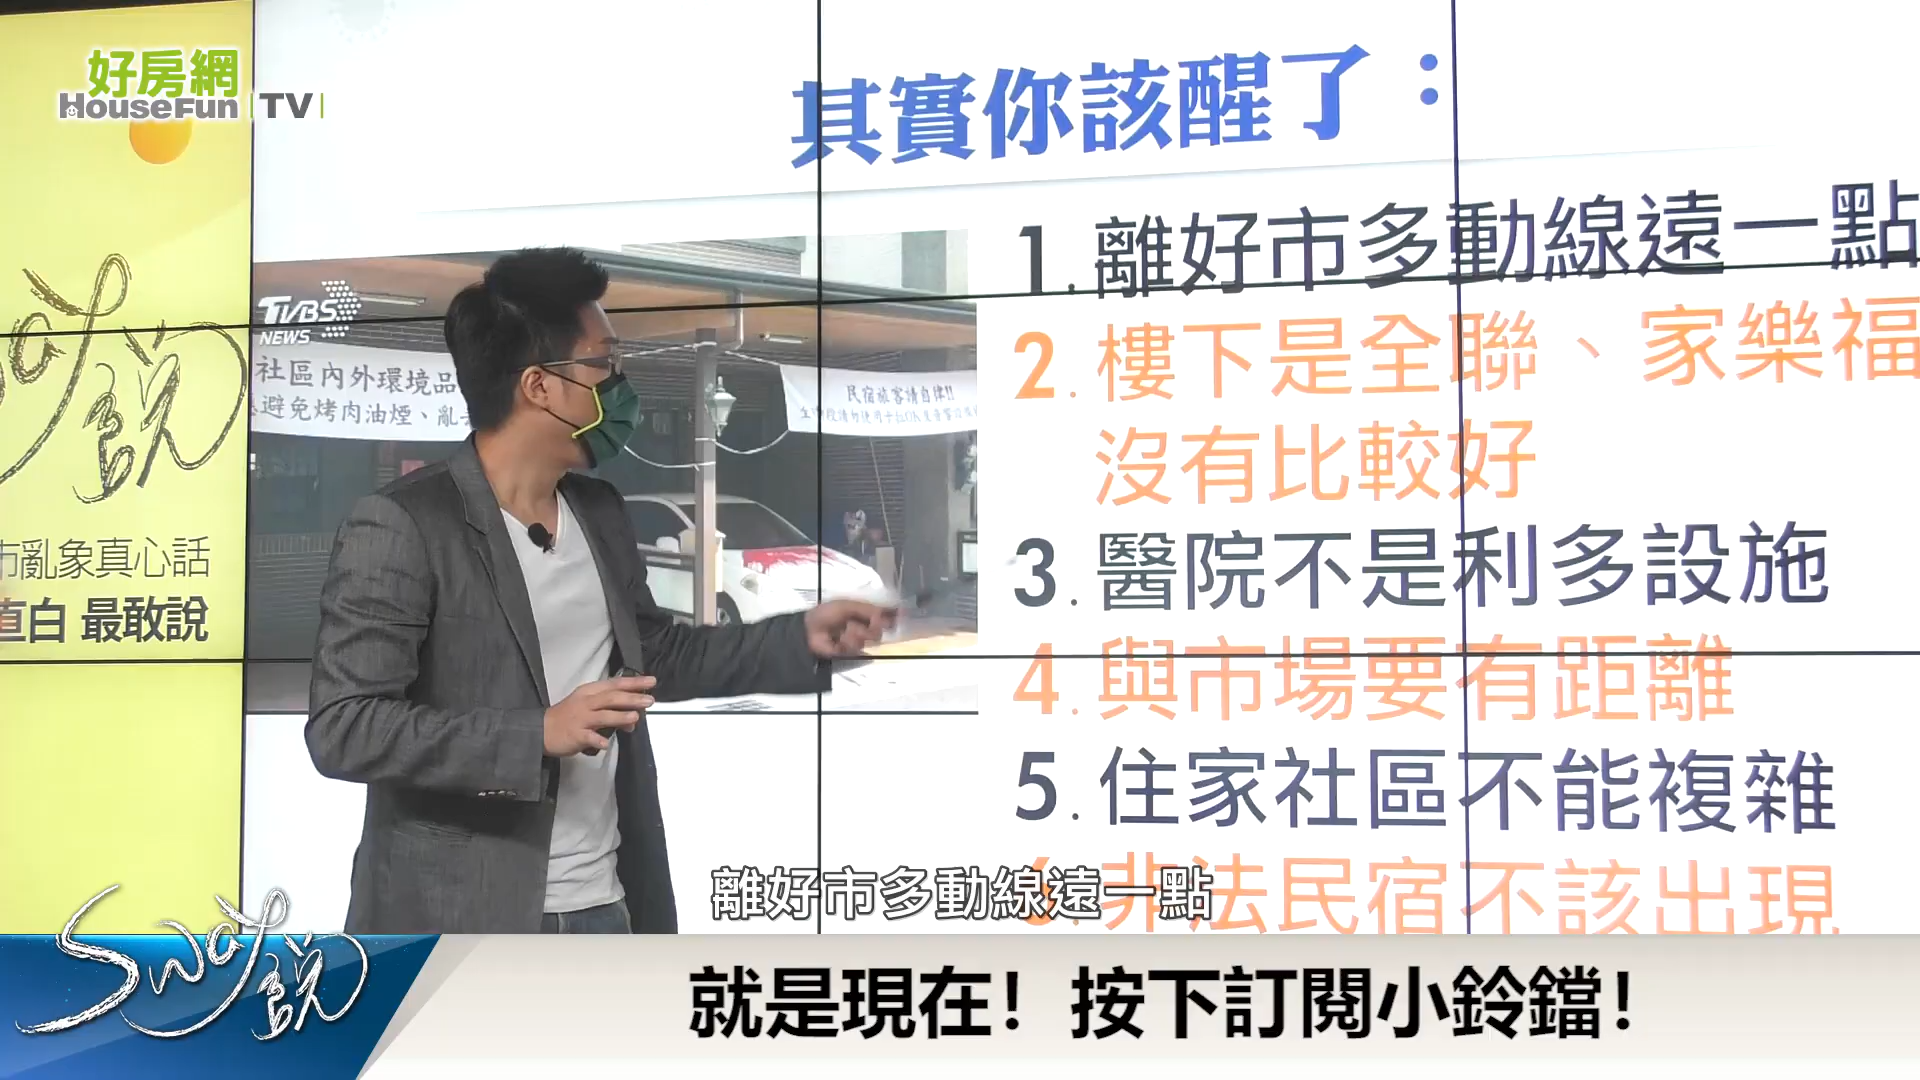 好房網
HouseFun TV
其實你該醒了：
1. 離好市多動線遠一點
2. 樓下是全聯、家樂福
沒有比較好
3. 醫院不是利多設施
4. 與市場要有距離
5. 住家社區不能複雜
6. 非法民宿不該出現
TVBS
NEWS
社區內外環境品
避免烤肉油煙、亂
民宿旅客請自律!!
說
市亂象真心話
直白 最敢說
離好市多動線遠一點
Sway說
就是現在！按下訂閱小鈴鐺！